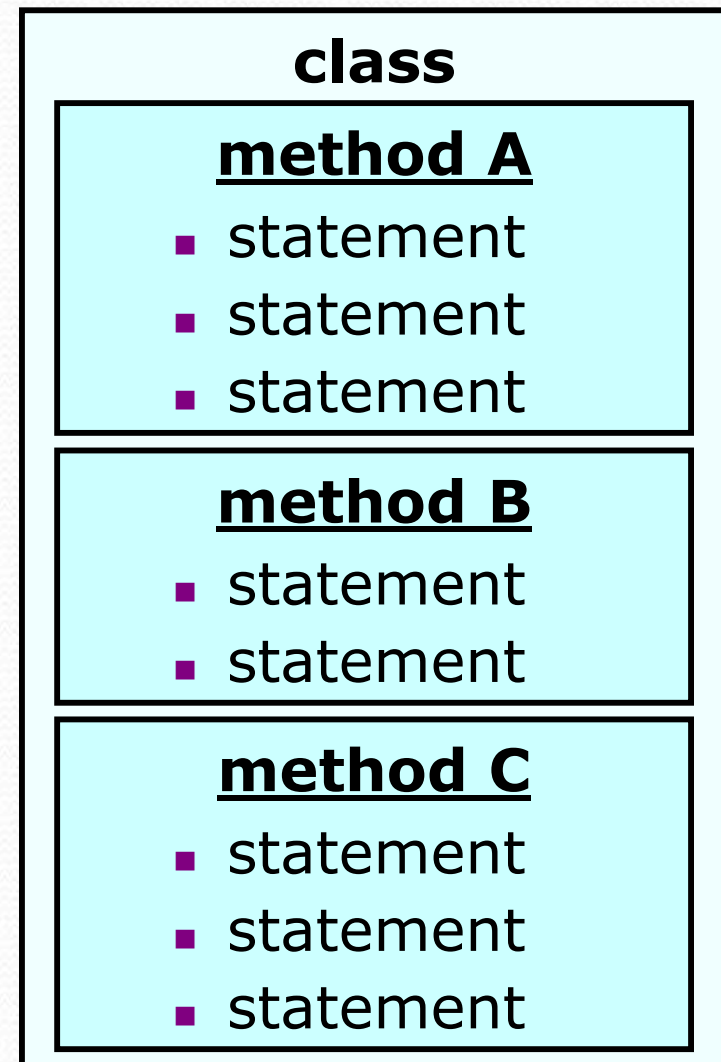 class
method A
▪ statement
▪ statement
▪ statement
method B
▪ statement
▪ statement
method C
▪ statement
▪ statement
▪ statement